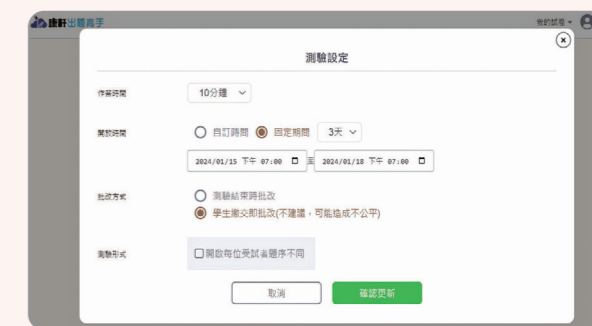 康軒出題高手
我的試卷
測驗設定
作答時間 10分鐘
開放時間 自訂時間 固定期間 3天
2024/01/15 下午 07:00 至 2024/01/18 下午 07:00
批改方式 測驗結束時批改
學生繳交即批改(不建議，可能造成不公平)
測驗形式 開啟每位受試者題序不同
取消 確認更新